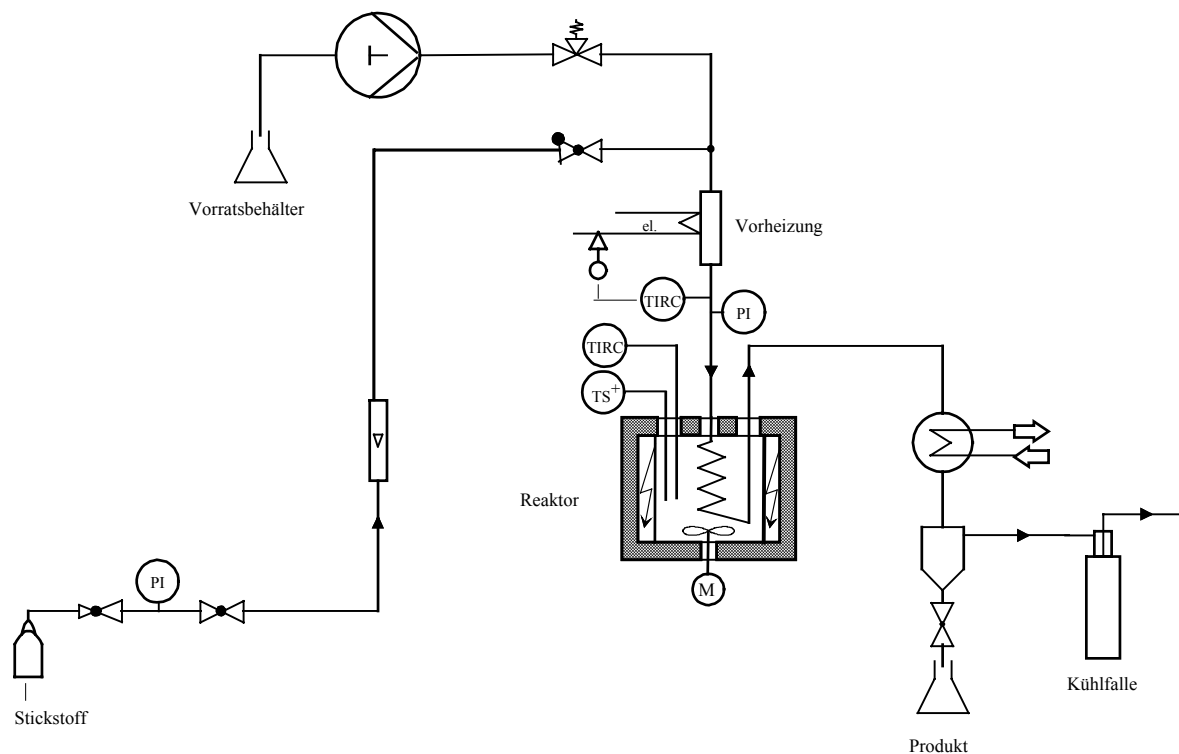 Vorratsbehälter
el.
Vorheizung
TIRC
PI
TIRC
TS+
Reaktor
PI
M
Stickstoff
Kühlfalle
Produkt